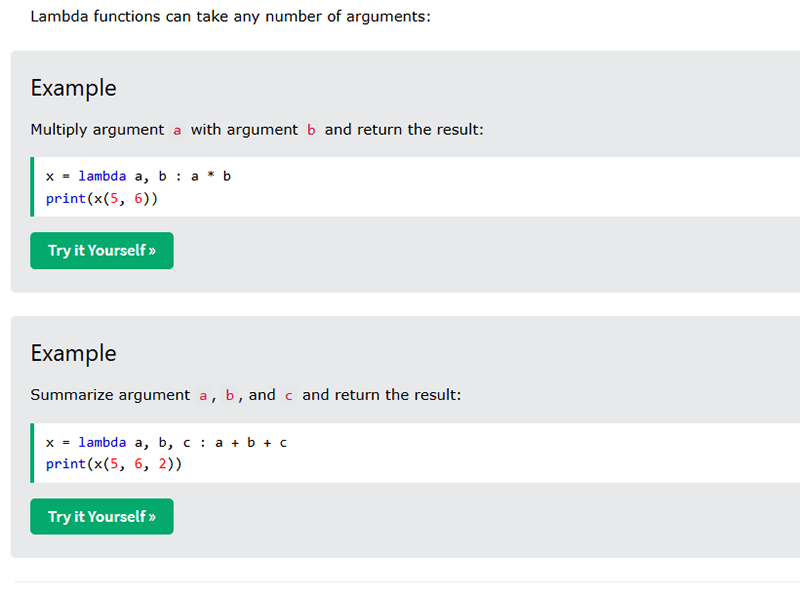 Lambda functions can take any number of arguments:
Example
Multiply argument a with argument b and return the result:
x = lambda a, b : a * b
print(x(5, 6))
Try it Yourself »
Example
Summarize argument a, b, and c and return the result:
x = lambda a, b, c : a + b + c
print(x(5, 6, 2))
Try it Yourself »